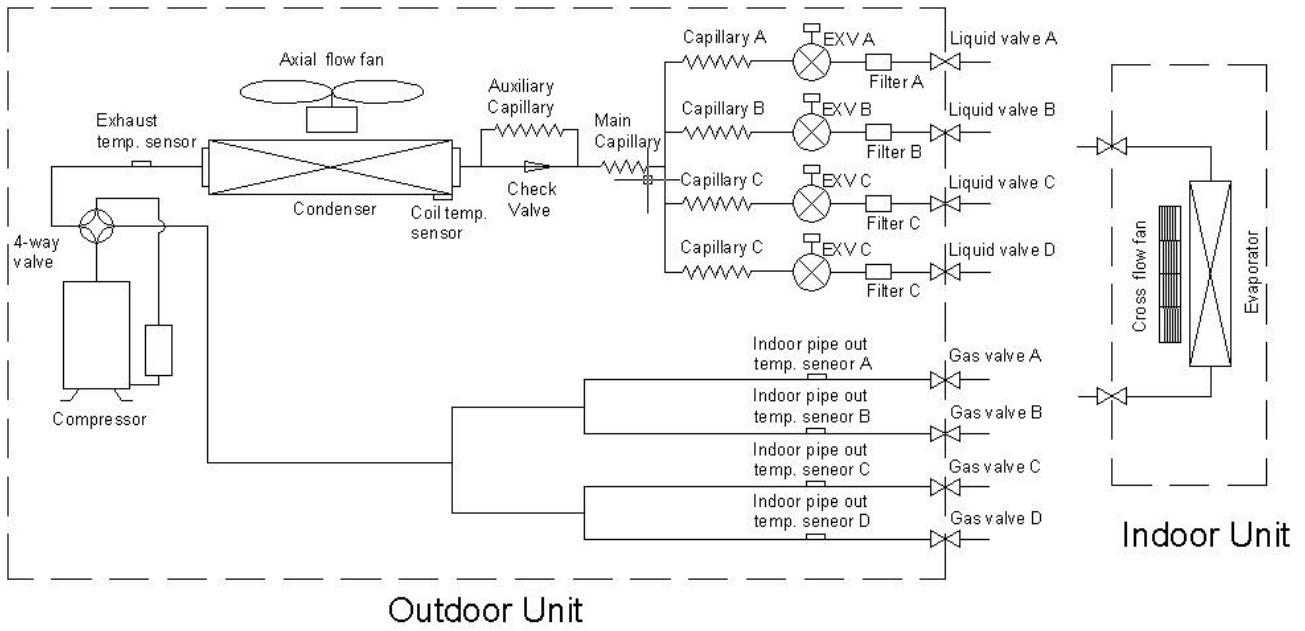 Axial flow fan
Exhaust
temp. sensor
Condenser
Coil temp.
sensor
4-way
valve
Compressor
Auxiliary
Capillary
Check
Valve
Main
Capillary
Capillary A
EXV A
Filter A
Liquid valve A
Capillary B
EXV B
Filter B
Liquid valve B
Capillary C
EXV C
Filter C
Liquid valve C
Capillary C
EXV C
Filter C
Liquid valve D
Indoor pipe out
temp. seneor A
Gas valve A
Indoor pipe out
temp. seneor B
Gas valve B
Indoor pipe out
temp. seneor C
Gas valve C
Indoor pipe out
temp. seneor D
Gas valve D
Outdoor Unit
Cross flow fan
Evaporator
Indoor Unit